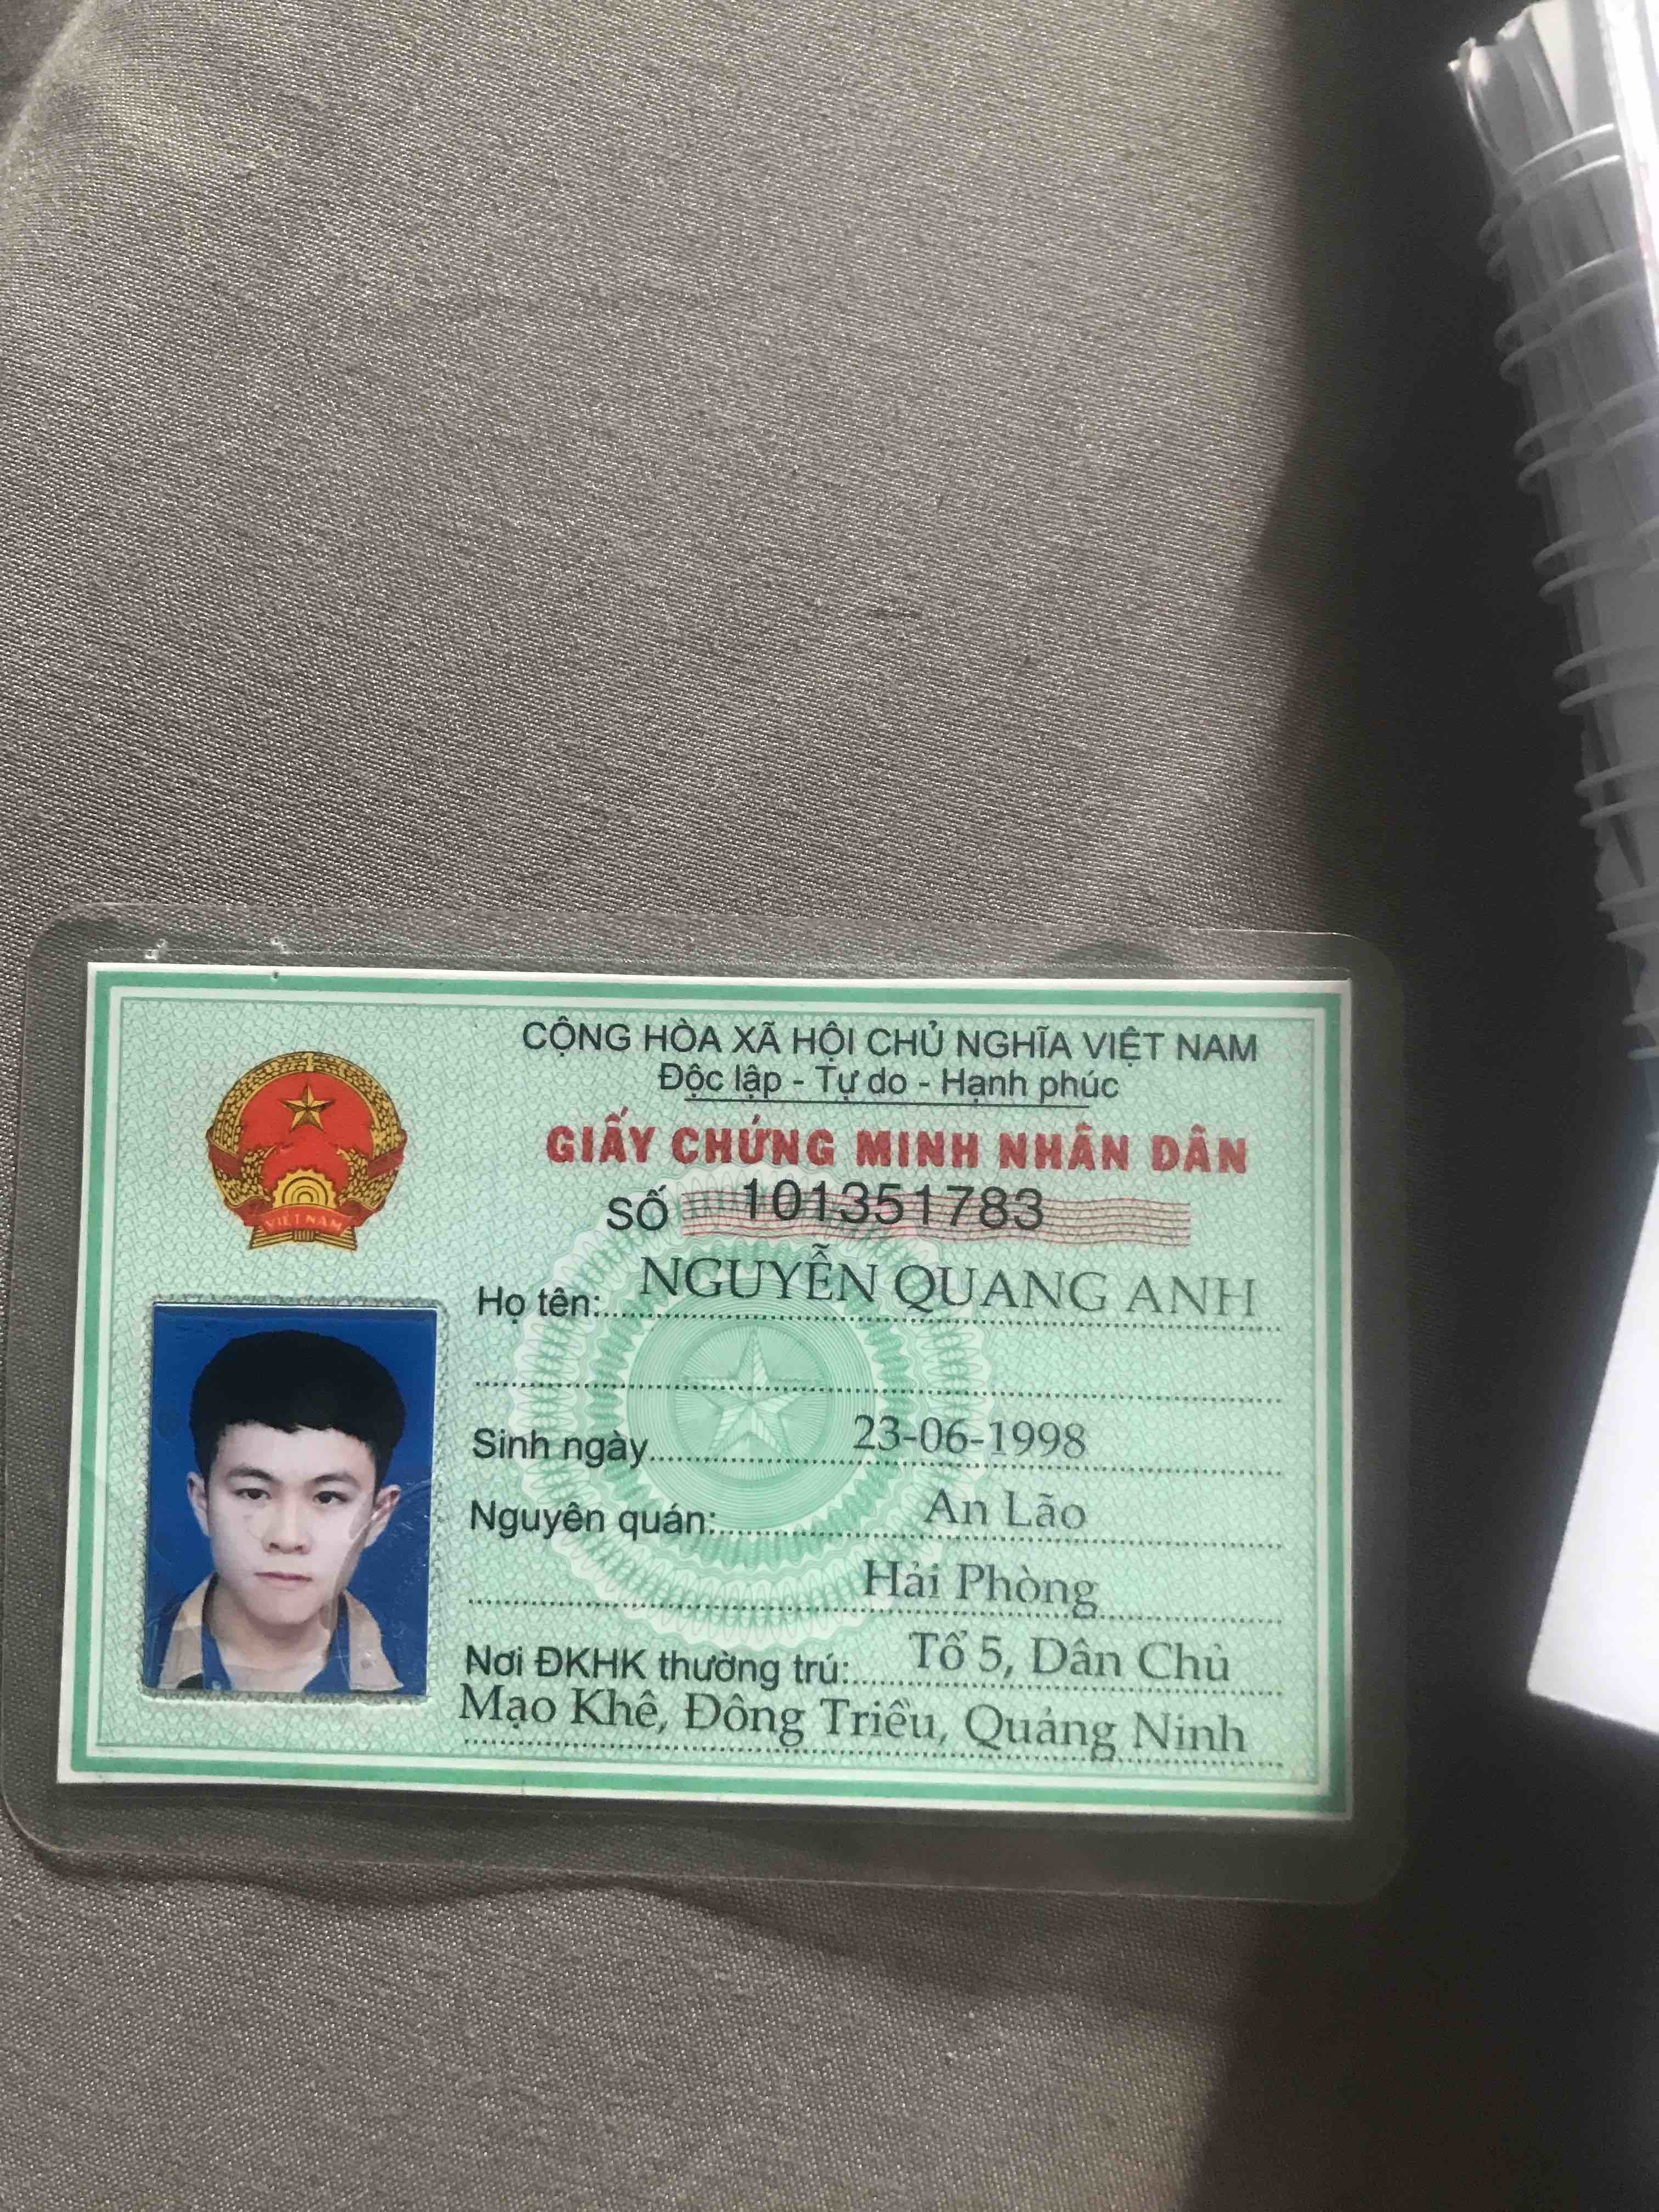 CỘNG HÒA XÃ HỘI CHỦ NGHĨA VIỆT NAM
Độc lập - Tự do - Hạnh phúc
GIẤY CHỨNG MINH NHÂN DÂN
SỐ 101351783
VIỆT NAM
Họ tên: NGUYỄN QUANG ANH
Sinh ngày 23-06-1998
Nguyên quán: An Lão
Hải Phòng
Nơi ĐKHK thường trú: Tổ 5, Dân Chủ
Mạo Khê, Đông Triều, Quảng Ninh